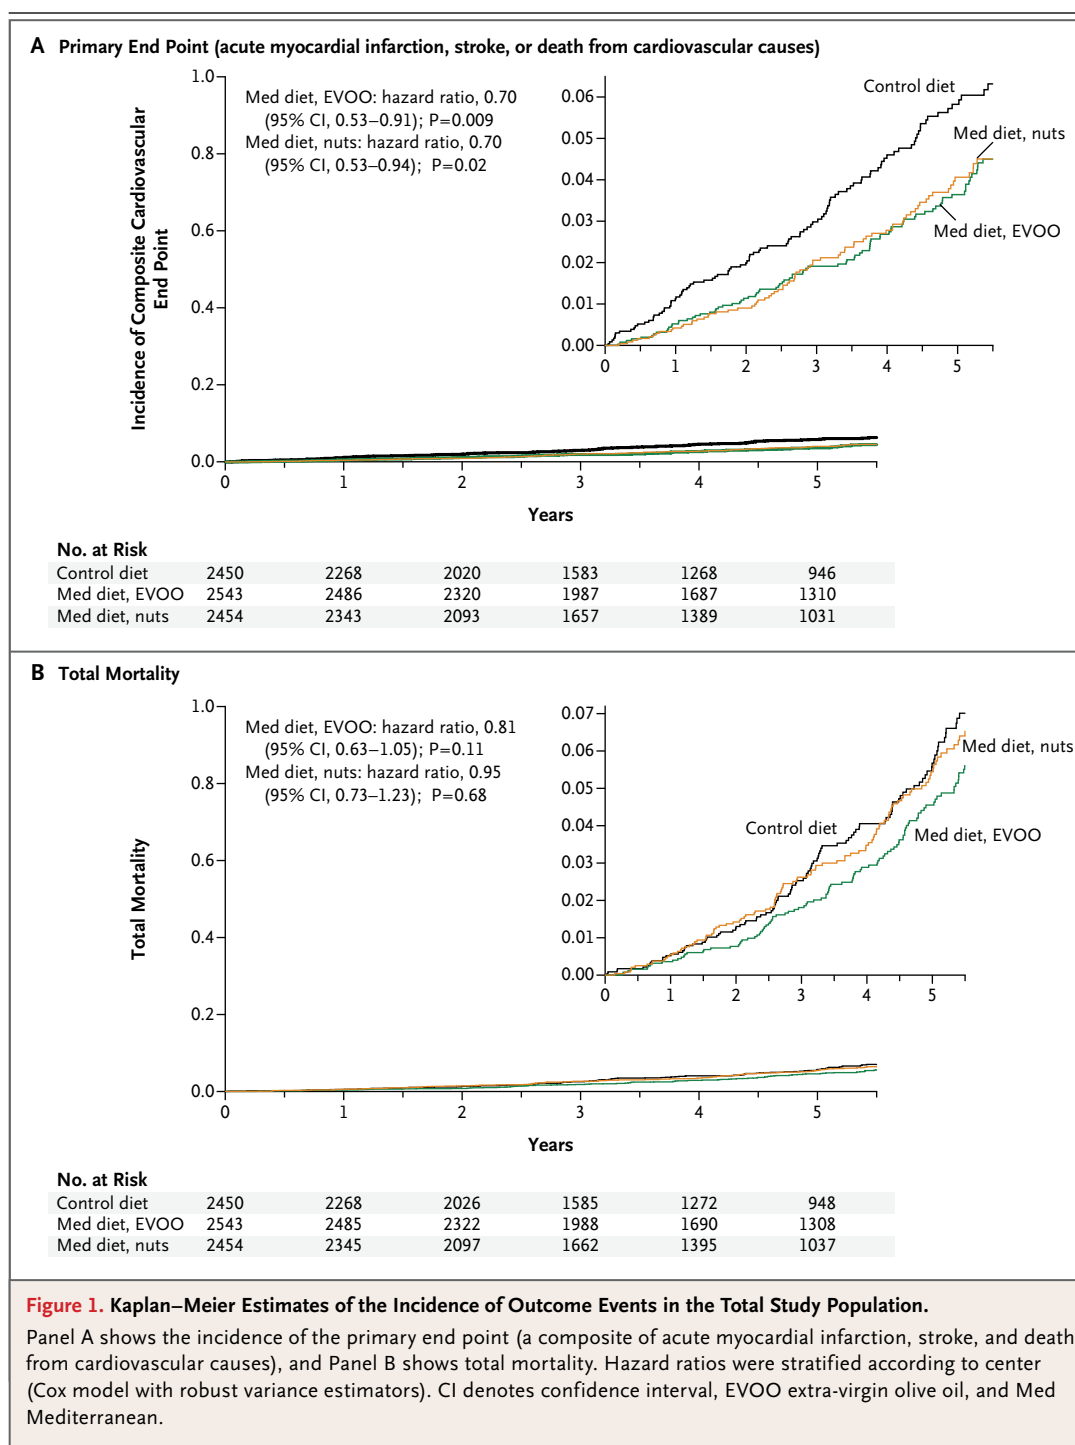 A Primary End Point (acute myocardial infarction, stroke, or death from cardiovascular causes)
Incidence of Composite Cardiovascular
End Point
1.0
0.8
0.6
0.4
0.2
0.0
Med diet, EVOO: hazard ratio, 0.70
(95% CI, 0.53–0.91); P=0.009
Med diet, nuts: hazard ratio, 0.70
(95% CI, 0.53–0.94); P=0.02
0.06
0.05
0.04
0.03
0.02
0.01
0.00
Control diet
Med diet, nuts
Med diet, EVOO
0 1 2 3 4 5
0 1 2 3 4 5
Years
No. at Risk
Control diet 2450 2268 2020 1583 1268 946
Med diet, EVOO 2543 2486 2320 1987 1687 1310
Med diet, nuts 2454 2343 2093 1657 1389 1031
B Total Mortality
Total Mortality
1.0
0.8
0.6
0.4
0.2
0.0
Med diet, EVOO: hazard ratio, 0.81
(95% CI, 0.63–1.05); P=0.11
Med diet, nuts: hazard ratio, 0.95
(95% CI, 0.73–1.23); P=0.68
0.07
0.06
0.05
0.04
0.03
0.02
0.01
0.00
Med diet, nuts
Control diet
Med diet, EVOO
0 1 2 3 4 5
0 1 2 3 4 5
Years
No. at Risk
Control diet 2450 2268 2026 1585 1272 948
Med diet, EVOO 2543 2485 2322 1988 1690 1308
Med diet, nuts 2454 2345 2097 1662 1395 1037
Figure 1. Kaplan–Meier Estimates of the Incidence of Outcome Events in the Total Study Population.
Panel A shows the incidence of the primary end point (a composite of acute myocardial infarction, stroke, and death
from cardiovascular causes), and Panel B shows total mortality. Hazard ratios were stratified according to center
(Cox model with robust variance estimators). CI denotes confidence interval, EVOO extra-virgin olive oil, and Med
Mediterranean.